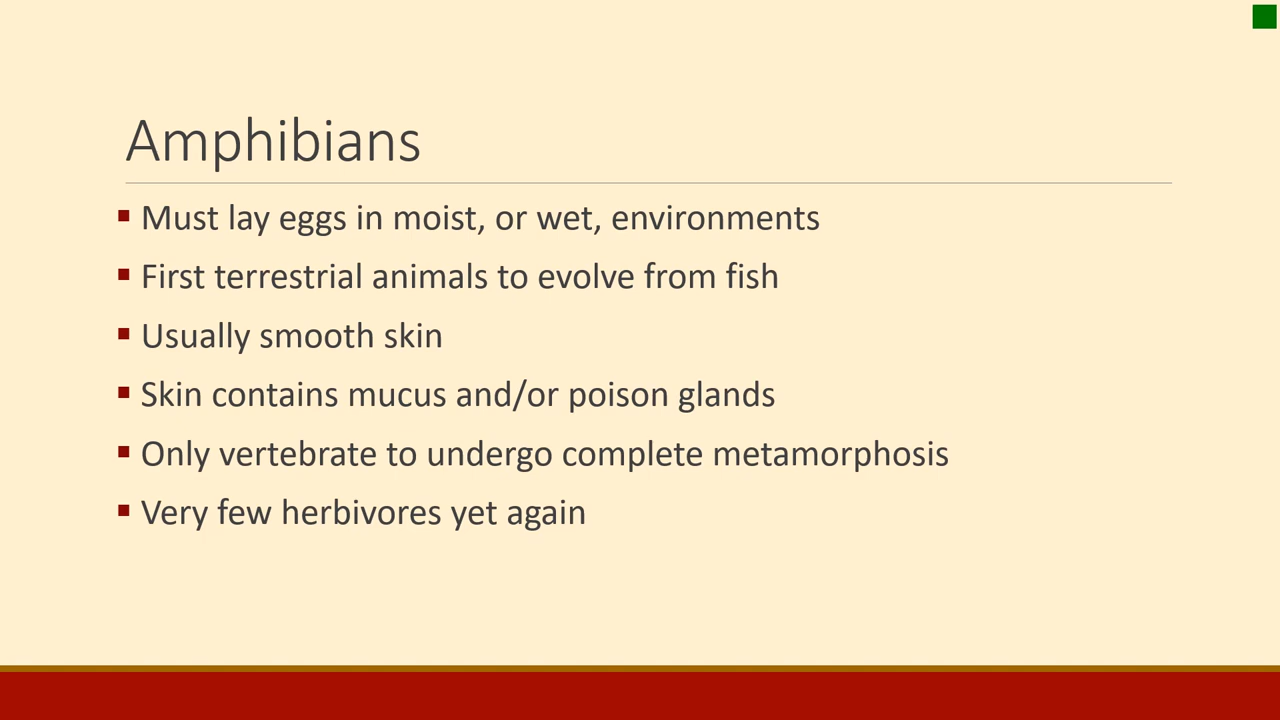 Amphibians
Must lay eggs in moist, or wet, environments
First terrestrial animals to evolve from fish
Usually smooth skin
Skin contains mucus and/or poison glands
Only vertebrate to undergo complete metamorphosis
Very few herbivores yet again